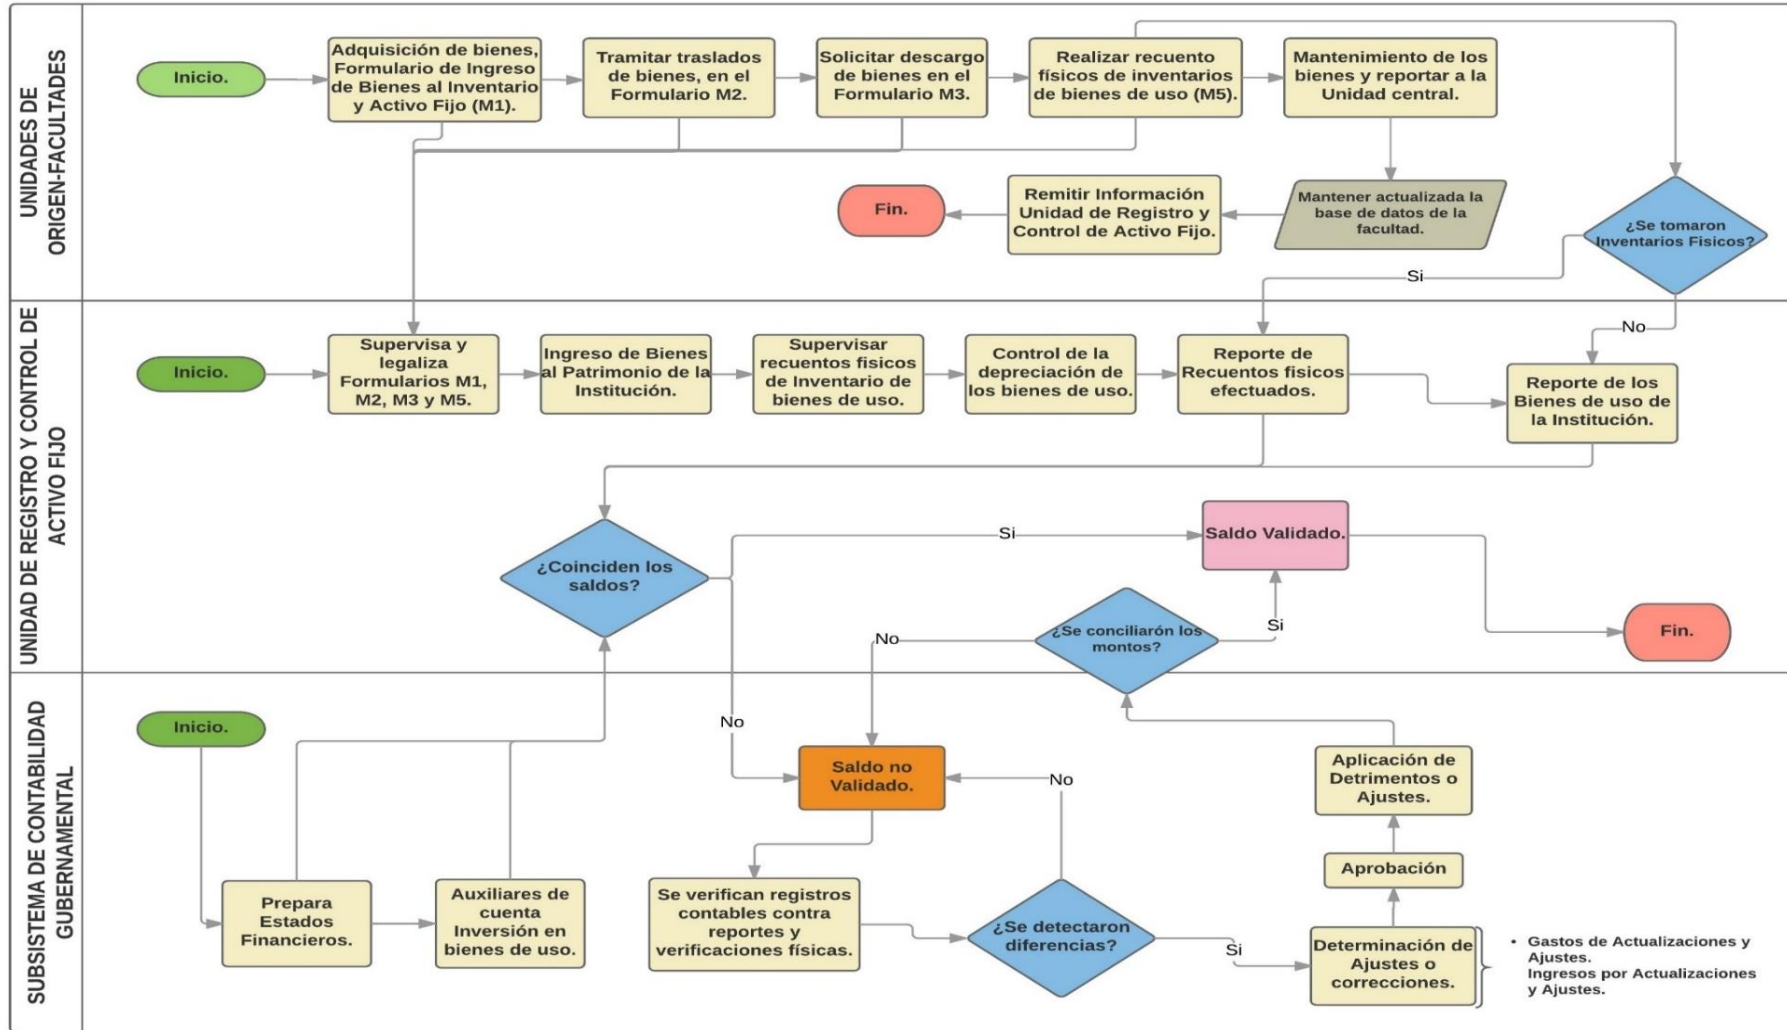 UNIDADES DE
ORIGEN-FACULTADES
Inicio.
Adquisición de bienes,
Formulario de Ingreso
de Bienes al Inventario
y Activo Fijo (M1).
Tramitar traslados
de bienes, en el
Formulario M2.
Solicitar descargo
de bienes en el
Formulario M3.
Realizar recuento
físicos de inventarios
de bienes de uso (M5).
Mantenimiento de los
bienes y reportar a la
Unidad central.
Fin.
Remitir Información
Unidad de Registro y
Control de Activo Fijo.
Mantener actualizada la
base de datos de la
facultad.
¿Se tomaron
Inventarios Fisicos?
Si
No
UNIDAD DE REGISTRO Y CONTROL DE
ACTIVO FIJO
Inicio.
Supervisa y
legaliza
Formularios M1,
M2, M3 y M5.
Ingreso de Bienes
al Patrimonio de la
Institución.
Supervisar
recuentos fisicos
de Inventario de
bienes de uso.
Control de la
depreciación de
los bienes de uso.
Reporte de
Recuentos fisicos
efectuados.
Reporte de los
Bienes de uso de
la Institución.
¿Coinciden los
saldos?
Si
Saldo Validado.
¿Se conciliarón los
montos?
No
Si
Fin.
SUBSISTEMA DE CONTABILIDAD
GUBERNAMENTAL
Inicio.
No
Saldo no
Validado.
No
Aplicación de
Detrimentos o
Ajustes.
Aprobación
Prepara
Estados
Financieros.
Auxiliares de
cuenta
Inversión en
bienes de uso.
Se verifican registros
contables contra
reportes y
verificaciones físicas.
¿Se detectaron
diferencias?
Si
Determinación de
Ajustes o
correcciones.
• Gastos de Actualizaciones y
Ajustes.
Ingresos por Actualizaciones
y Ajustes.